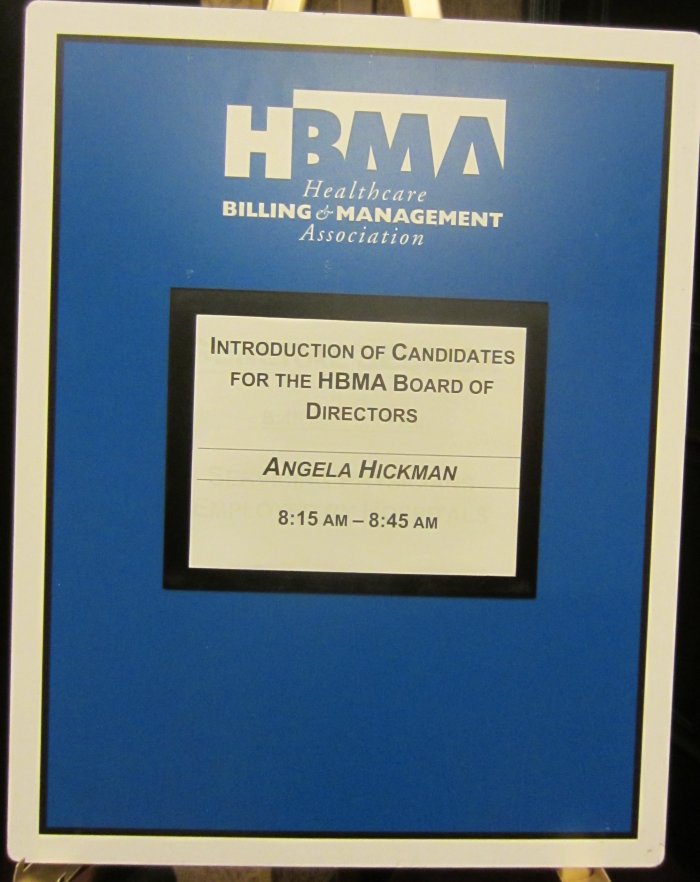 HBMA
Healthcare
BILLING & MANAGEMENT
Association
INTRODUCTION OF CANDIDATES
FOR THE HBMA BOARD OF
DIRECTORS
ANGELA HICKMAN
8:15 AM – 8:45 AM